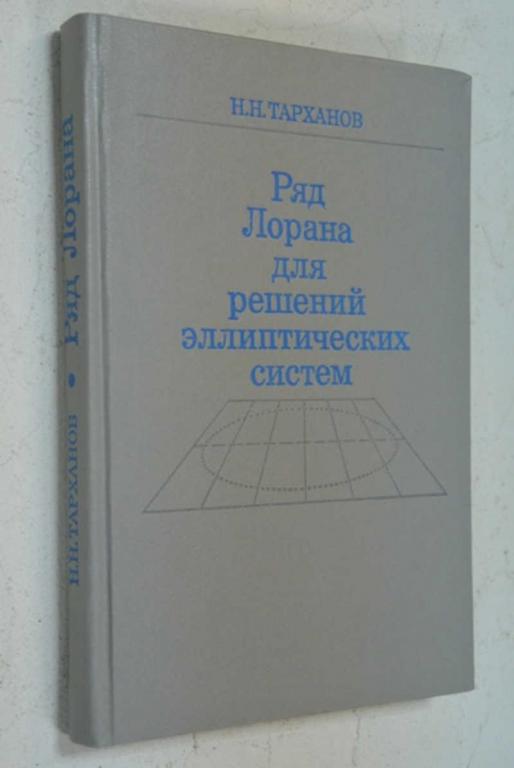 Н.Н.ТАРХАНОВ
Ряд
Лорана
для
решений
эллиптических
систем
Н.Н.ТАРХАНОВ • Ряд Лорана